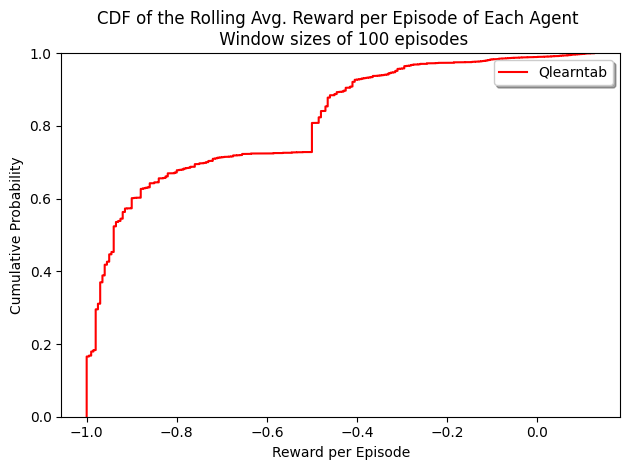 CDF of the Rolling Avg. Reward per Episode of Each Agent
Window sizes of 100 episodes
1.0
0.8
0.6
0.4
0.2
0.0
Cumulative Probability
Qlearntab
−1.0 −0.8 −0.6 −0.4 −0.2 0.0
Reward per Episode